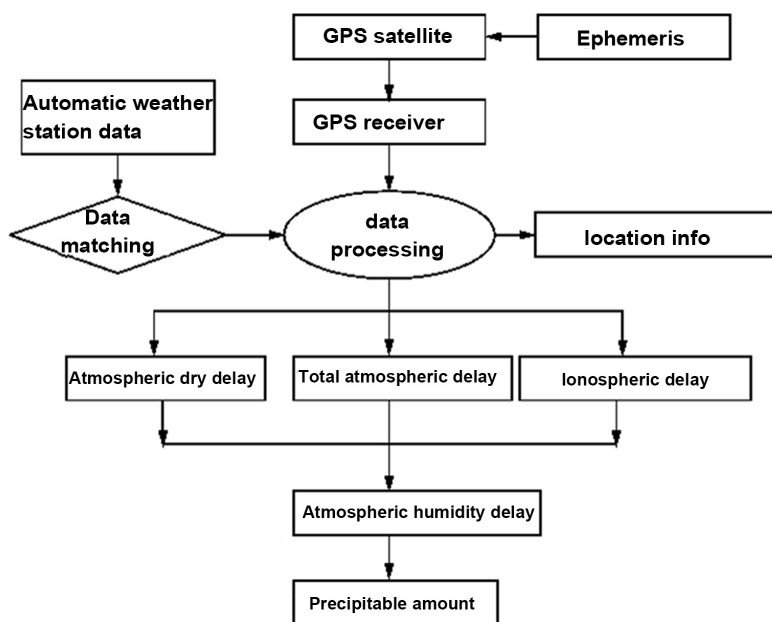 GPS satellite
Ephemeris
Automatic weather
station data
GPS receiver
Data
matching
data
processing
location info
Atmospheric dry delay
Total atmospheric delay
Ionospheric delay
Atmospheric humidity delay
Precipitable amount